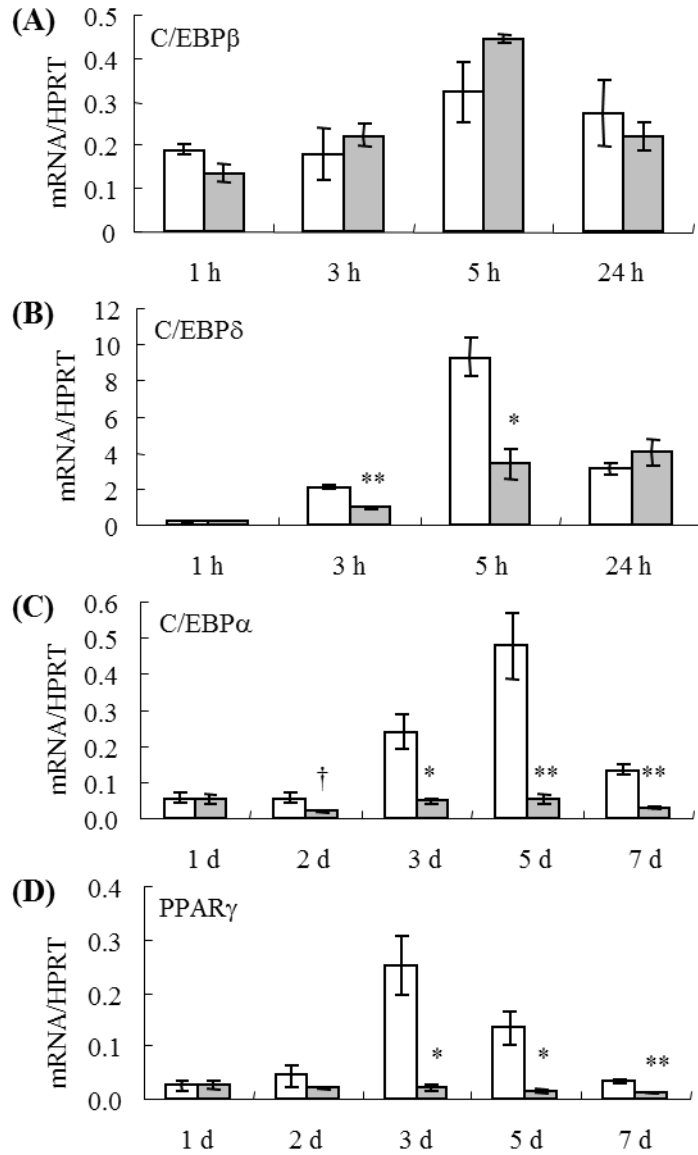 (A)
C/EBPβ
mRNA/HPRT
0.5
0.4
0.3
0.2
0.1
0
1 h 3 h 5 h 24 h
(B)
C/EBPδ
mRNA/HPRT
12
10
8
6
4
2
0
**
*
1 h 3 h 5 h 24 h
(C)
C/EBPα
mRNA/HPRT
0.6
0.5
0.4
0.3
0.2
0.1
0.0
† * ** **
1 d 2 d 3 d 5 d 7 d
(D)
PPARγ
mRNA/HPRT
0.4
0.3
0.2
0.1
0.0
* * **
1 d 2 d 3 d 5 d 7 d